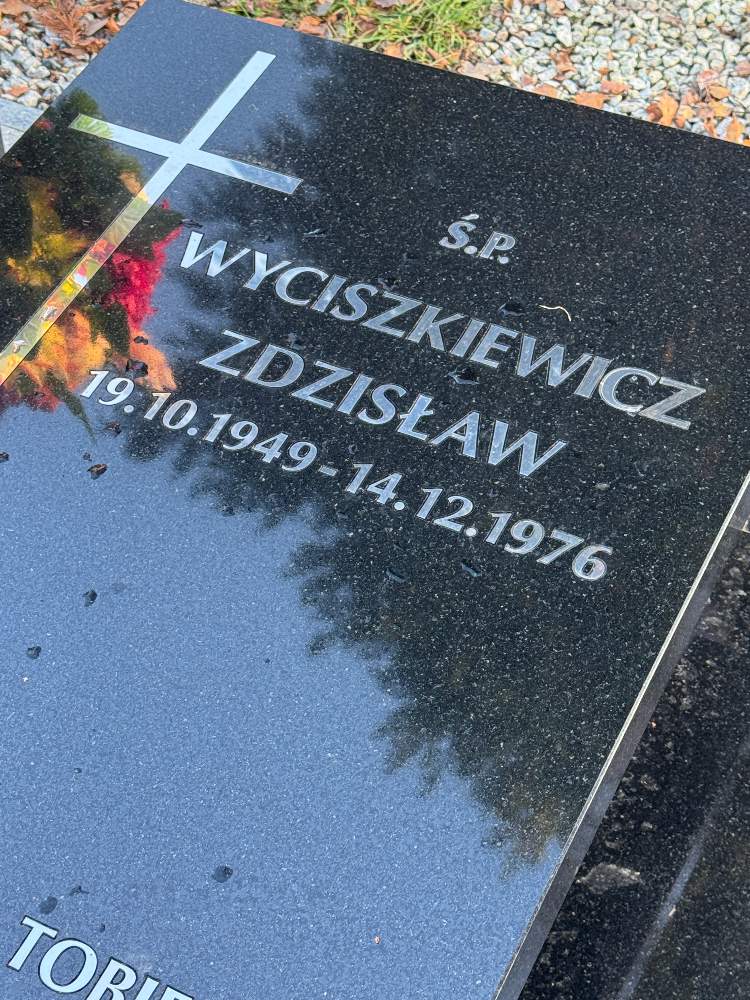 Ś.P.
WYCISZKIEWICZ
ZDZISŁAW
19.10.1949-14.12.1976